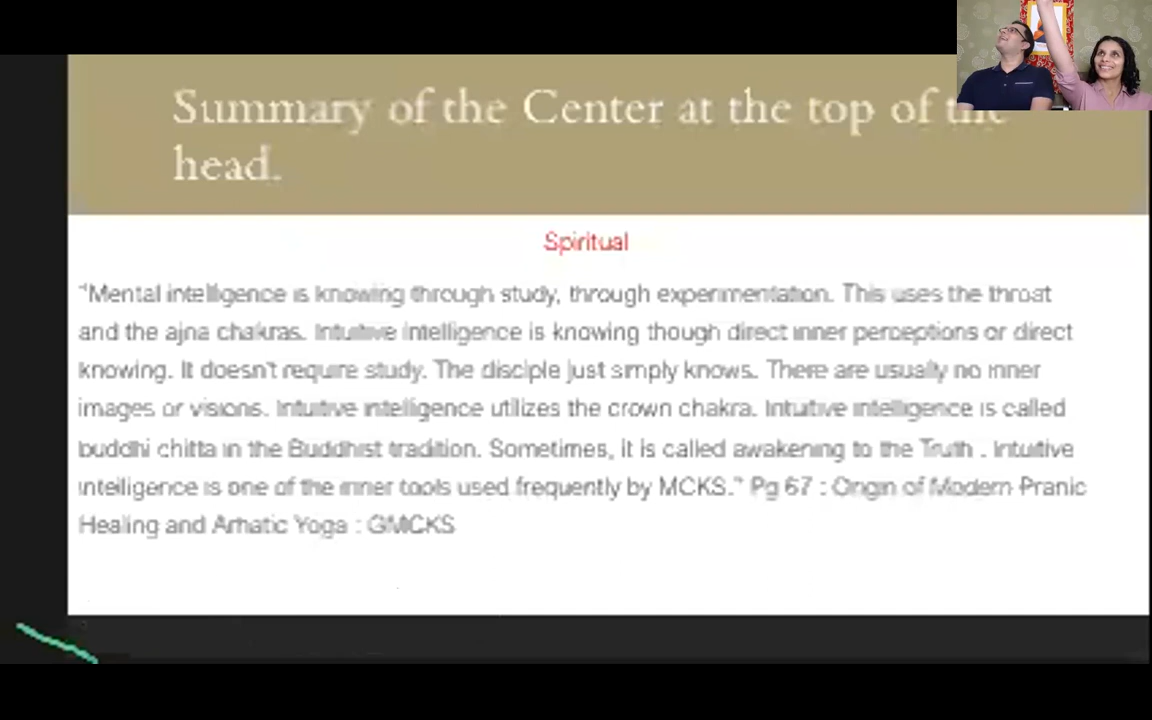 Summary of the Center at the top of the
head.
Spiritual
"Mental intelligence is knowing through study, through experimentation. This uses the throat
and the ajna chakras. Intuitive intelligence is knowing though direct inner perceptions or direct
knowing. It doesn't require study. The disciple just simply knows. There are usually no inner
images or visions. Intuitive intelligence utilizes the crown chakra. Intuitive intelligence is called
buddhi chitta in the Buddhist tradition. Sometimes, it is called awakening to the Truth . Intuitive
intelligence is one of the inner tools used frequently by MCKS." Pg 67 : Origin of Modern Pranic
Healing and Arhatic Yoga : GMCKS